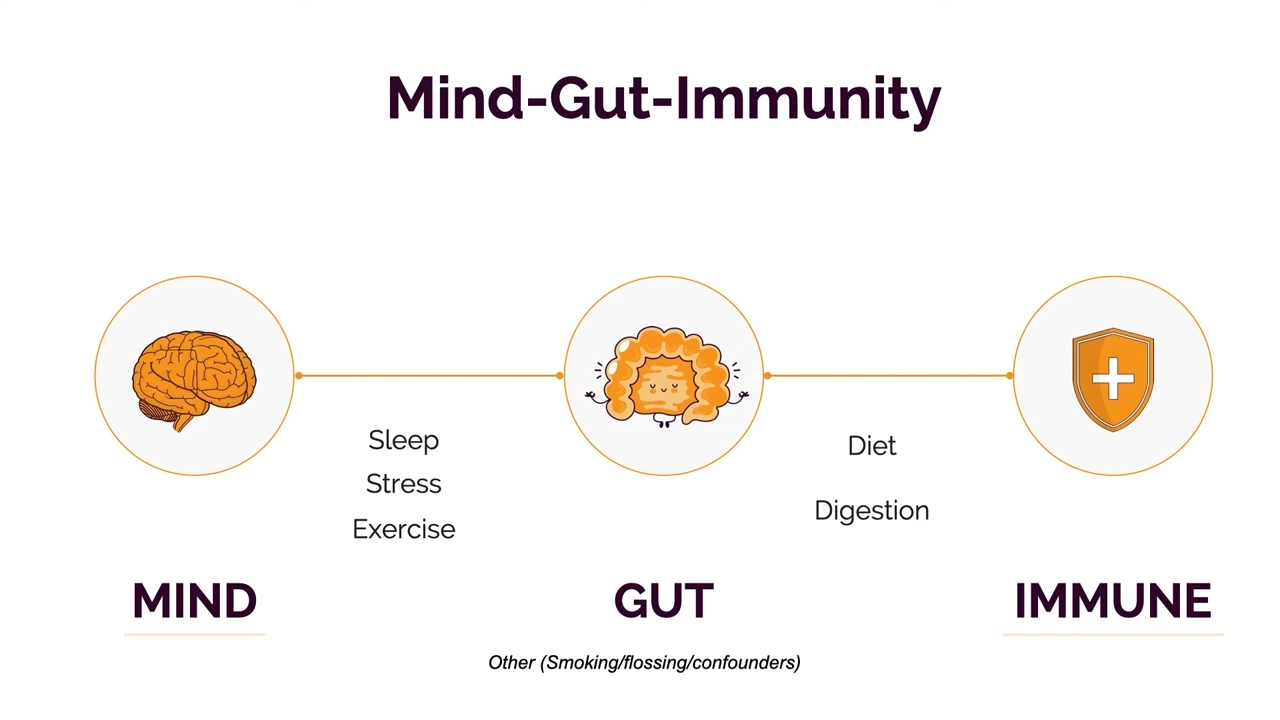 Mind-Gut-Immunity
Sleep
Stress
Exercise
Diet
Digestion
MIND
GUT
IMMUNE
Other (Smoking/flossing/confounders)